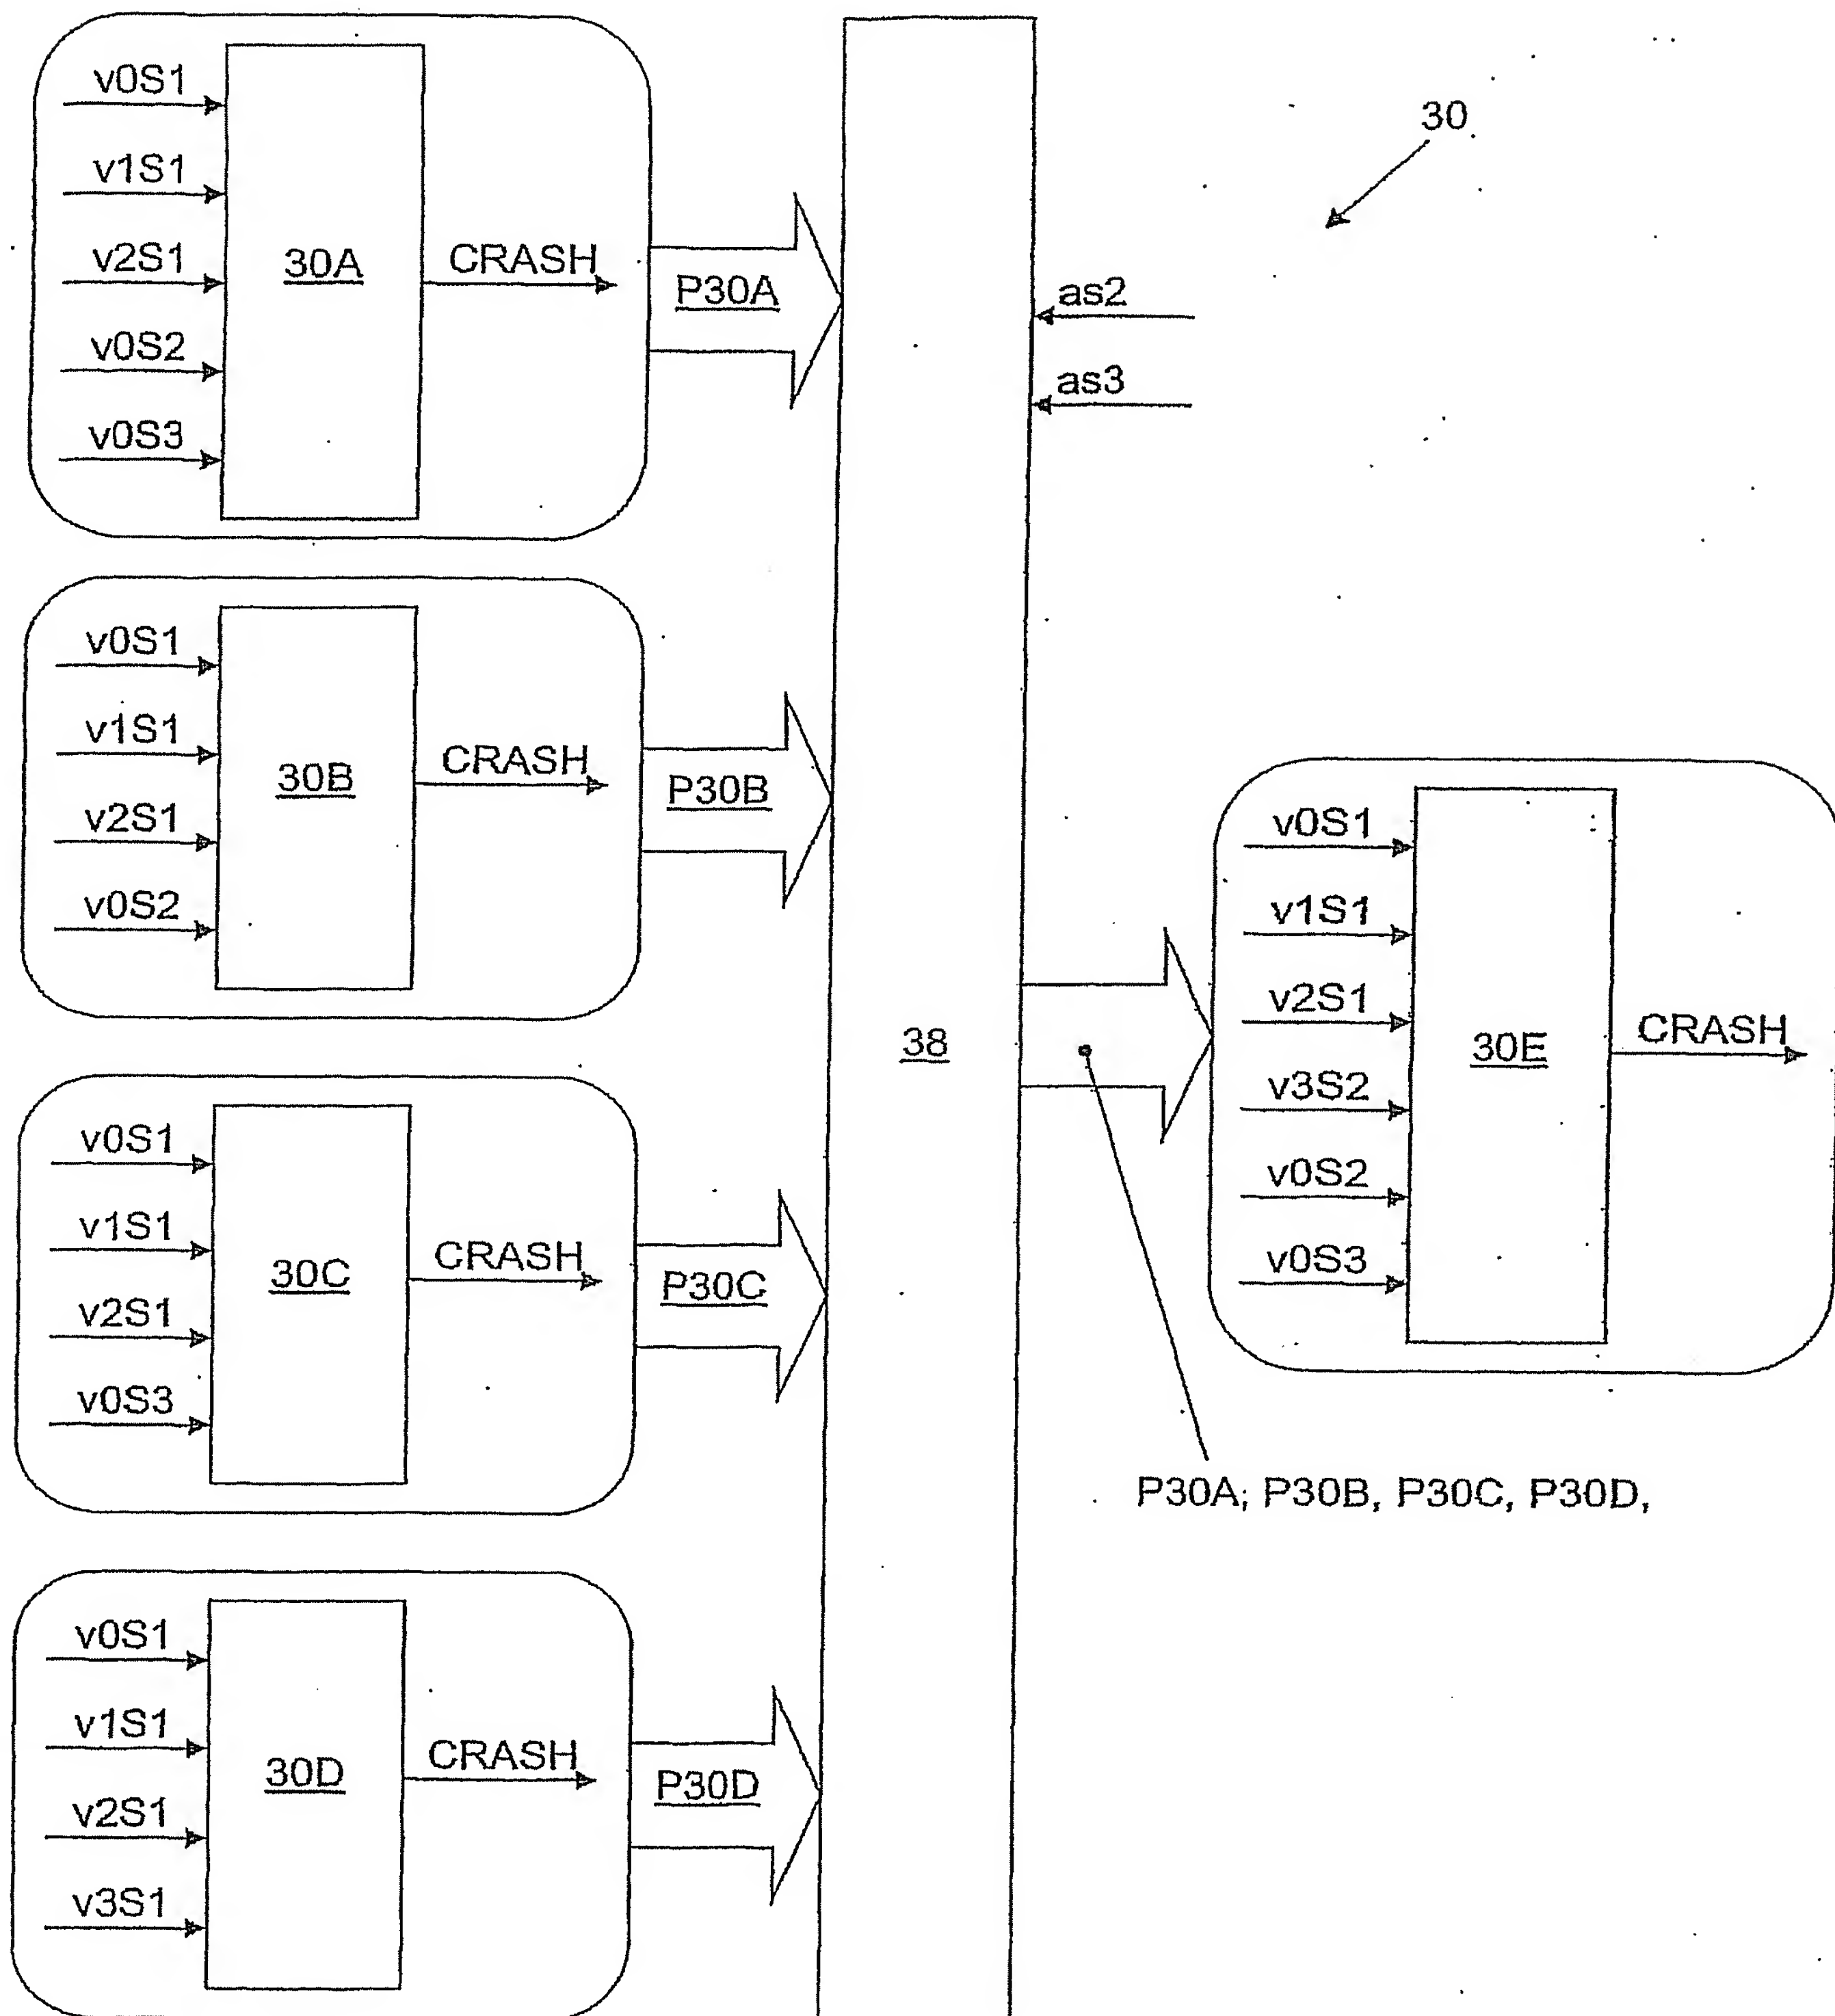 v0S1
v1S1
v2S1
v0S2
v0S3
30A
CRASH
P30A
v0S1
v1S1
v2S1
v0S2
30B
CRASH
P30B
v0S1
v1S1
v2S1
v0S3
30C
CRASH
P30C
v0S1
v1S1
v2S1
v3S1
30D
CRASH
P30D
38
30
as2
as3
v0S1
v1S1
v2S1
v3S2
v0S2
v0S3
30E
CRASH
P30A; P30B, P30C, P30D,